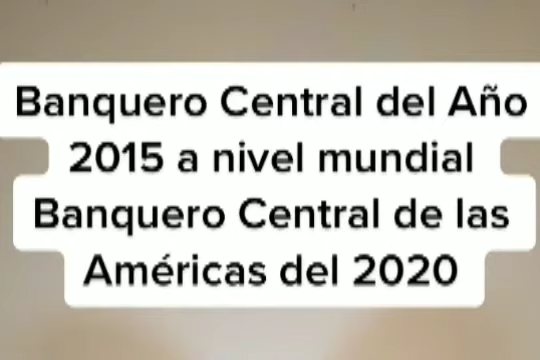 Banquero Central del Año
2015 a nivel mundial
Banquero Central de las
Américas del 2020